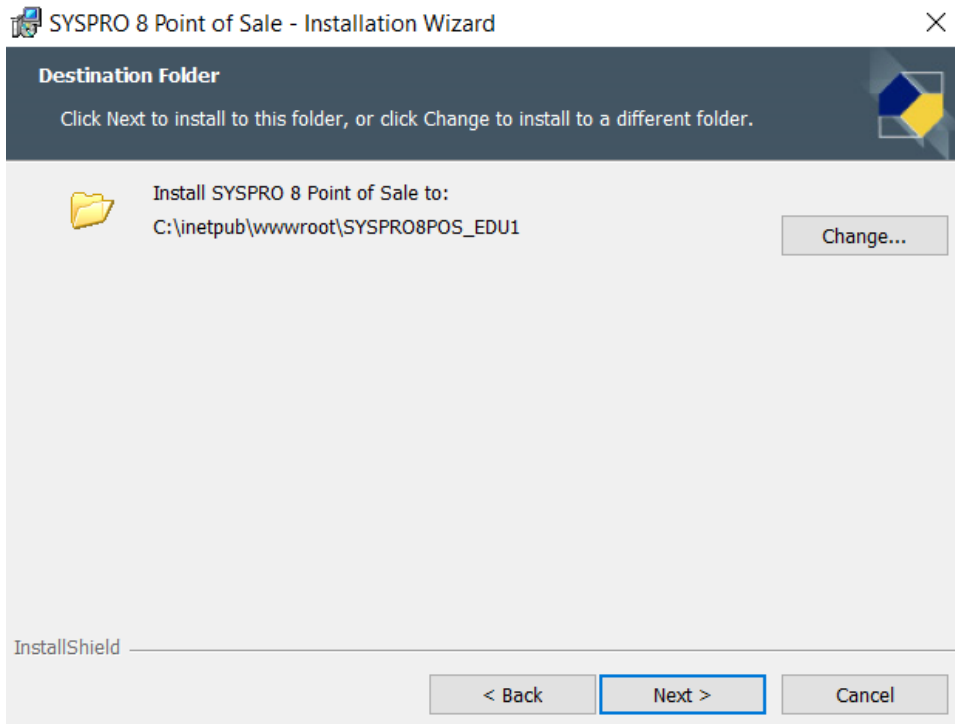 SYSPRO 8 Point of Sale - Installation Wizard
Destination Folder
Click Next to install to this folder, or click Change to install to a different folder.
Install SYSPRO 8 Point of Sale to:
C:\inetpub\wwwroot\SYSPRO8POS_EDU1
Change...
InstallShield
< Back
Next >
Cancel